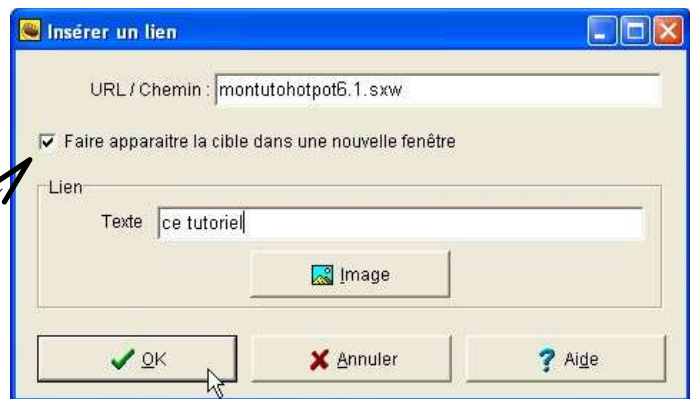 Insérer un lien
URL / Chemin : montutohotpot6.1.sxw
Faire apparaitre la cible dans une nouvelle fenêtre
Lien
Texte ce tutoriel
Image
OK Annuler Aide